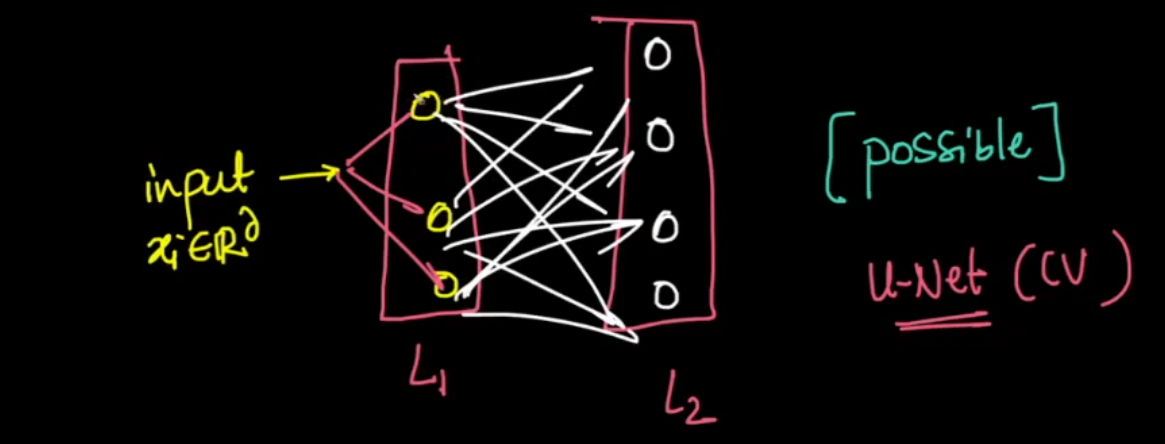 input
xᵢ ∈ ℝᵈ
L₁
L₂
[possible]
U-Net (CV)